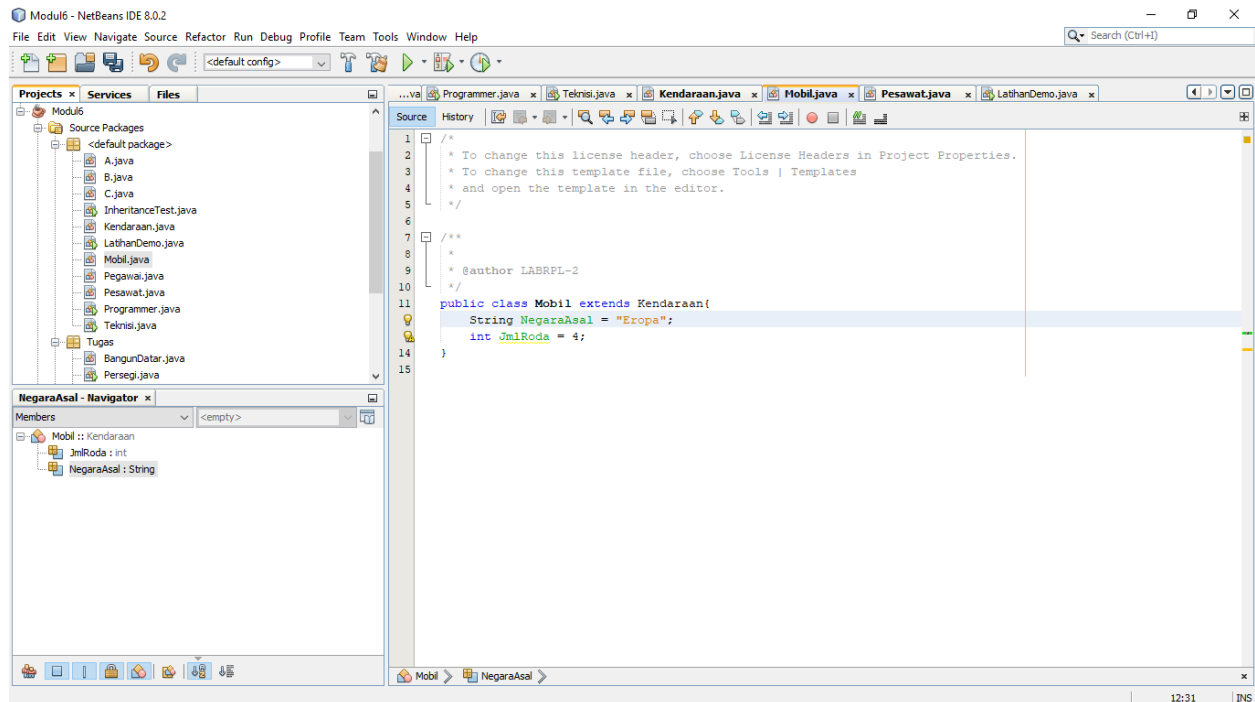 Modul6 - NetBeans IDE 8.0.2
File Edit View Navigate Source Refactor Run Debug Profile Team Tools Window Help
Search (Ctrl+I)
<default config>
Projects Services Files
Modul6
Source Packages
<default package>
A.java
B.java
C.java
InheritanceTest.java
Kendaraan.java
LatihanDemo.java
Mobil.java
Pegawai.java
Pesawat.java
Programmer.java
Teknisi.java
Tugas
BangunDatar.java
Persegi.java
NegaraAsal - Navigator
Members <empty>
Mobil :: Kendaraan
JmlRoda : int
NegaraAsal : String
...va Programmer.java Teknisi.java Kendaraan.java Mobil.java Pesawat.java LatihanDemo.java
Source History
1 /*
2 * To change this license header, choose License Headers in Project Properties.
3 * To change this template file, choose Tools | Templates
4 * and open the template in the editor.
5 */
6
7 /**
8 *
9 * @author LABRPL-2
10 */
11 public class Mobil extends Kendaraan{
String NegaraAsal = "Eropa";
int JmlRoda = 4;
14 }
15
Mobil NegaraAsal
12:31 INS